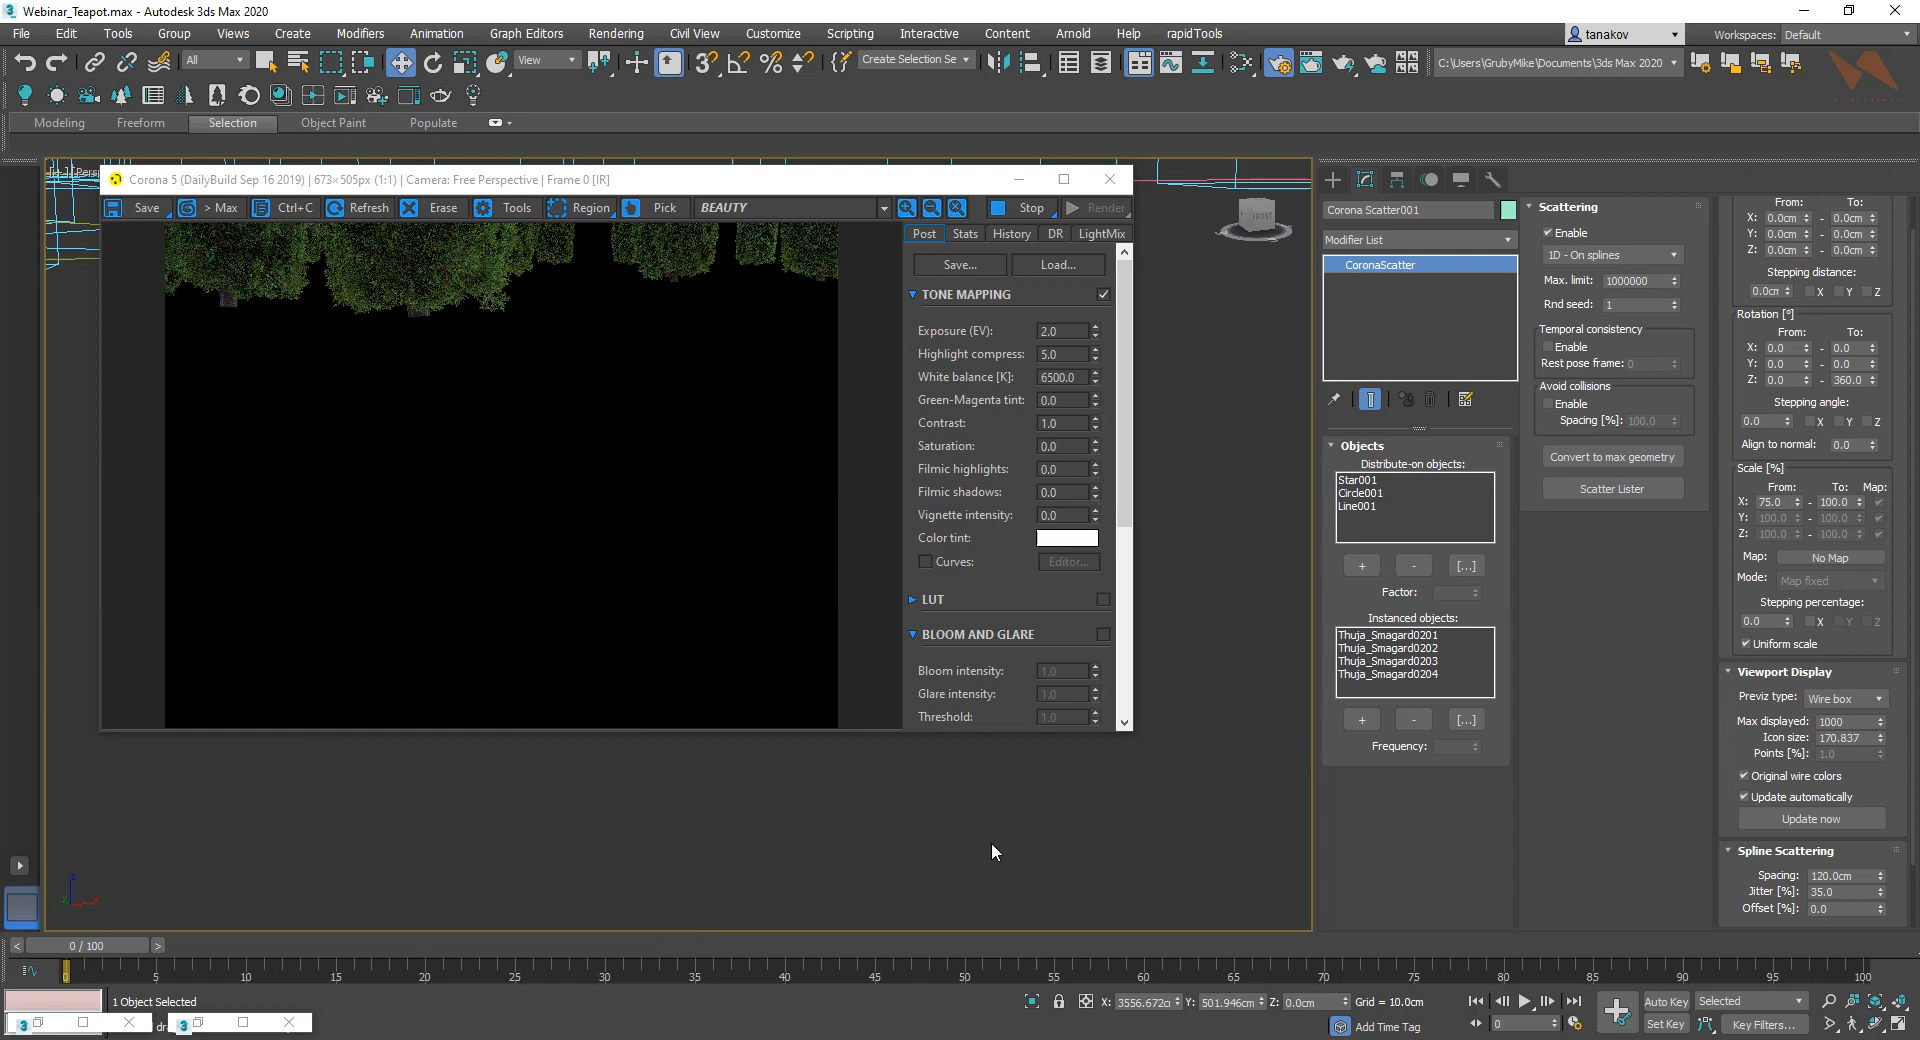 Webinar_Teapot.max - Autodesk 3ds Max 2020
File Edit Tools Group Views Create Modifiers Animation Graph Editors Rendering Civil View Customize Scripting Interactive Content Arnold Help rapidTools
tanakov Workspaces: Default
All View Create Selection Se C:\Users\GrubyMike\Documents\3ds Max 2020
Modeling Freeform Selection Object Paint Populate
Corona 5 (DailyBuild Sep 16 2019) | 673×505px (1:1) | Camera: Free Perspective | Frame 0 [IR]
Save > Max Ctrl+C Refresh Erase Tools Region Pick BEAUTY Stop Render
Post Stats History DR LightMix
Save... Load...
TONE MAPPING
Exposure (EV): 2.0
Highlight compress: 5.0
White balance [K]: 6500.0
Green-Magenta tint: 0.0
Contrast: 1.0
Saturation: 0.0
Filmic highlights: 0.0
Filmic shadows: 0.0
Vignette intensity: 0.0
Color tint:
Curves: Editor...
LUT
BLOOM AND GLARE
Bloom intensity: 1.0
Glare intensity: 1.0
Threshold: 1.0
FRONT
Corona Scatter001
Modifier List
CoronaScatter
Objects
Distribute-on objects:
Star001
Circle001
Line001
+ - [...]
Factor:
Instanced objects:
Thuja_Smagard0201
Thuja_Smagard0202
Thuja_Smagard0203
Thuja_Smagard0204
+ - [...]
Frequency:
Scattering
Enable
1D - On splines
Max. limit: 1000000
Rnd seed: 1
Temporal consistency
Enable
Rest pose frame: 0
Avoid collisions
Enable
Spacing [%]: 100.0
Convert to max geometry
Scatter Lister
From: To:
X: 0.0cm - 0.0cm
Y: 0.0cm - 0.0cm
Z: 0.0cm - 0.0cm
Stepping distance:
0.0cm X Y Z
Rotation [°]
From: To:
X: 0.0 - 0.0
Y: 0.0 - 0.0
Z: 0.0 - 360.0
Stepping angle:
0.0 X Y Z
Align to normal: 0.0
Scale [%]
From: To: Map:
X: 75.0 - 100.0
Y: 100.0 - 100.0
Z: 100.0 - 100.0
Map: No Map
Mode: Map fixed
Stepping percentage:
0.0 X Y Z
Uniform scale
Viewport Display
Previz type: Wire box
Max displayed: 1000
Icon size: 170.837
Points [%]: 1.0
Original wire colors
Update automatically
Update now
Spline Scattering
Spacing: 120.0cm
Jitter [%]: 35.0
Offset [%]: 0.0
z
y x
< 0 / 100 >
0 5 10 15 20 25 30 35 40 45 50 55 60 65 70 75 80 85 90 95 100
1 Object Selected
X: 3556.672c Y: 501.946cm Z: 0.0cm Grid = 10.0cm
Add Time Tag
0
Auto Key Selected
Set Key Key Filters...